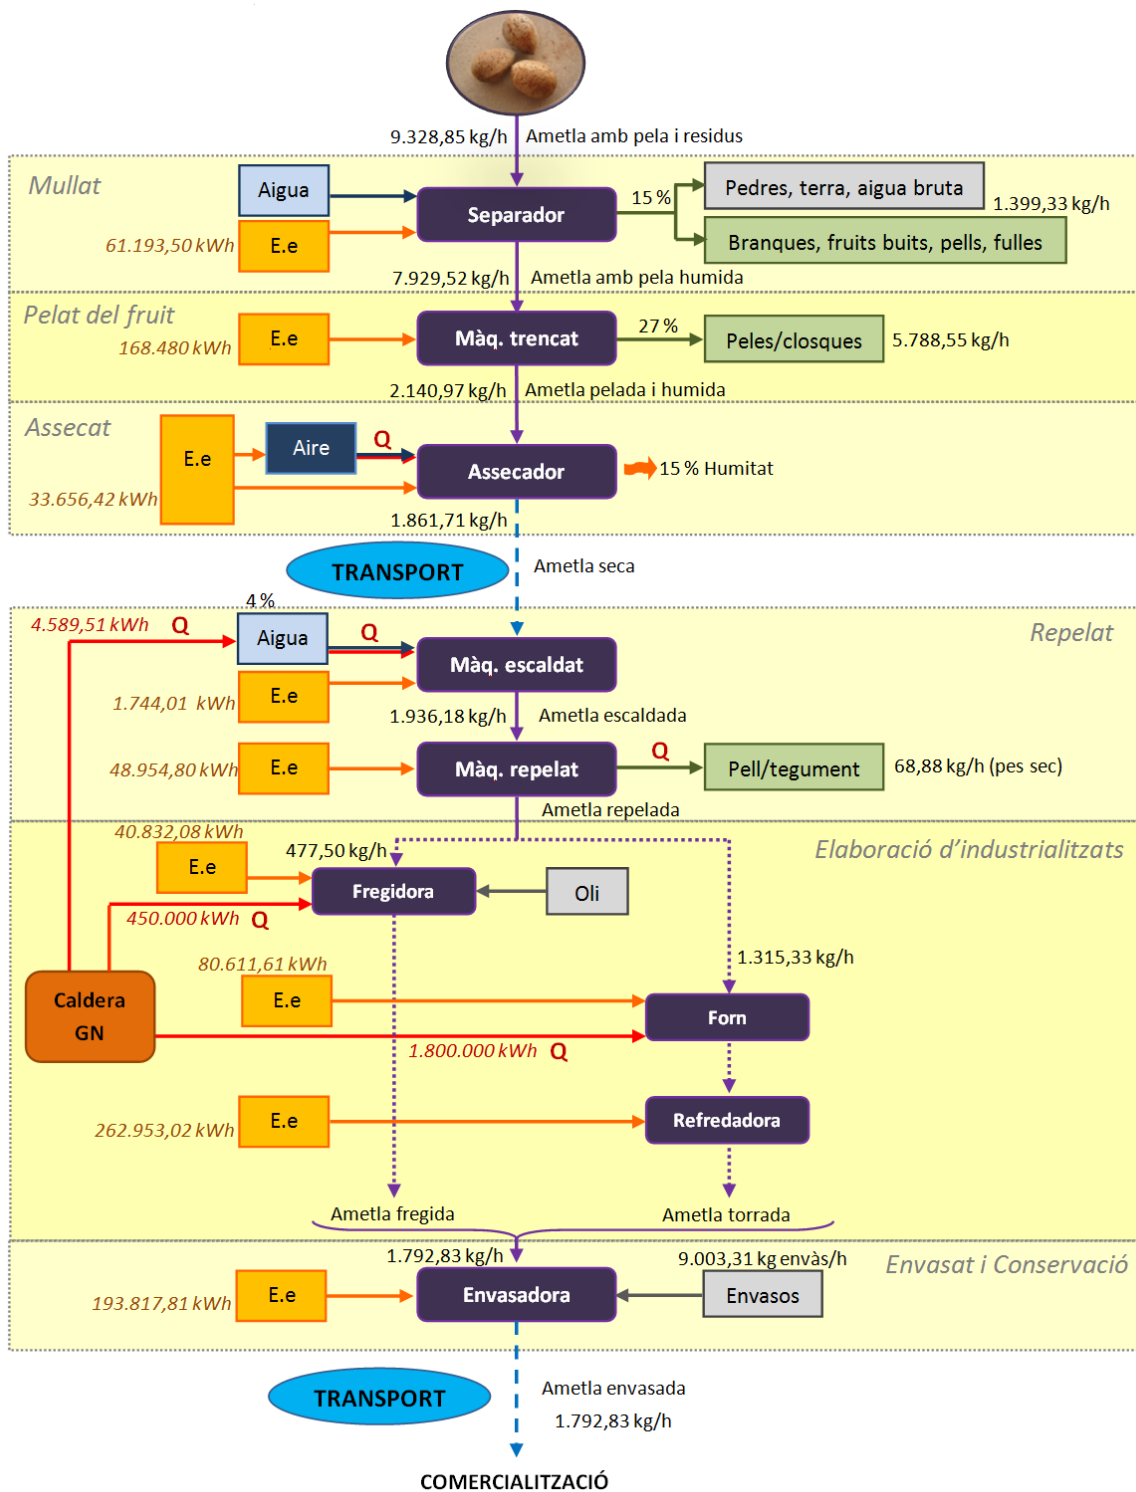 9.328,85 kg/h
Ametla amb pela i residus
Mullat
Aigua
Separador
15 %
Pedres, terra, aigua bruta
1.399,33 kg/h
61.193,50 kWh
E.e
Branques, fruits buits, pells, fulles
7.929,52 kg/h
Ametla amb pela humida
Pelat del fruit
168.480 kWh
E.e
Màq. trencat
27 %
Peles/closques
5.788,55 kg/h
2.140,97 kg/h
Ametla pelada i humida
Assecat
E.e
Aire
Q
Assecador
15 % Humitat
33.656,42 kWh
1.861,71 kg/h
TRANSPORT
Ametla seca
4 %
4.589,51 kWh
Q
Aigua
Q
Repelat
Màq. escaldat
E.e
1.744,01 kWh
1.936,18 kg/h
Ametla escaldada
48.954,80 kWh
E.e
Màq. repelat
Q
Pell/tegument
68,88 kg/h (pes sec)
Ametla repelada
40.832,08 kWh
E.e
477,50 kg/h
Elaboració d'industrialitzats
Fregidora
Oli
450.000 kWh
Q
1.315,33 kg/h
80.611,61 kWh
E.e
Caldera
GN
Forn
1.800.000 kWh
Q
262.953,02 kWh
E.e
Refredadora
Ametla fregida
Ametla torrada
1.792,83 kg/h
9.003,31 kg envàs/h
Envasat i Conservació
193.817,81 kWh
E.e
Envasadora
Envasos
TRANSPORT
Ametla envasada
1.792,83 kg/h
COMERCIALITZACIÓ